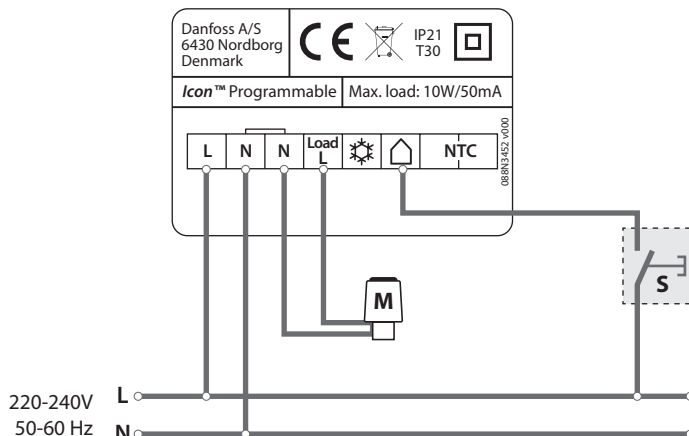 Danfoss A/S
6430 Nordborg
Denmark
CE
IP21
T30
Icon™ Programmable
Max. load: 10W/50mA
L N N Load L NTC
088N3452 v000
M
S
220-240V L
50-60 Hz N